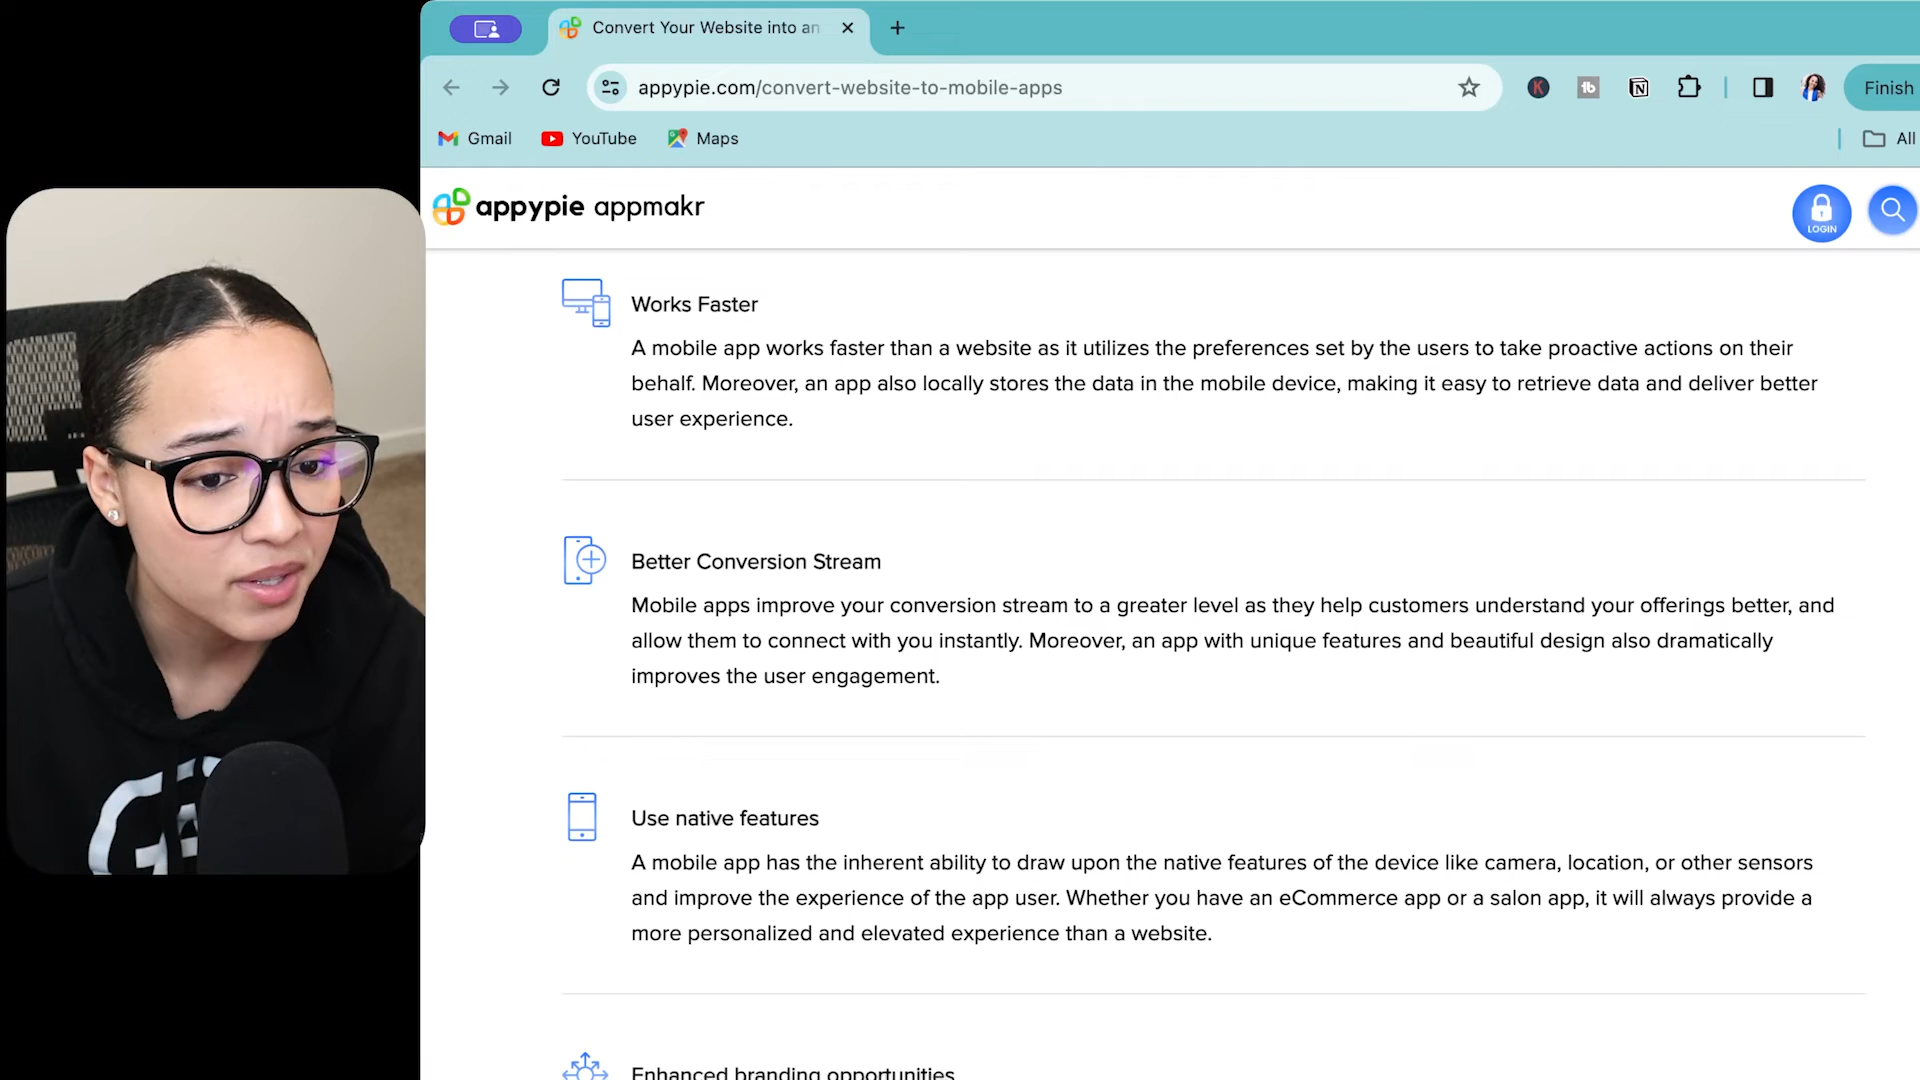 Convert Your Website into an
appypie.com/convert-website-to-mobile-apps
K
tb
N
Finish
Gmail
YouTube
Maps
All
appypie appmakr
LOGIN
Works Faster
A mobile app works faster than a website as it utilizes the preferences set by the users to take proactive actions on their
behalf. Moreover, an app also locally stores the data in the mobile device, making it easy to retrieve data and deliver better
user experience.
Better Conversion Stream
Mobile apps improve your conversion stream to a greater level as they help customers understand your offerings better, and
allow them to connect with you instantly. Moreover, an app with unique features and beautiful design also dramatically
improves the user engagement.
Use native features
A mobile app has the inherent ability to draw upon the native features of the device like camera, location, or other sensors
and improve the experience of the app user. Whether you have an eCommerce app or a salon app, it will always provide a
more personalized and elevated experience than a website.
Enhanced branding opportunities